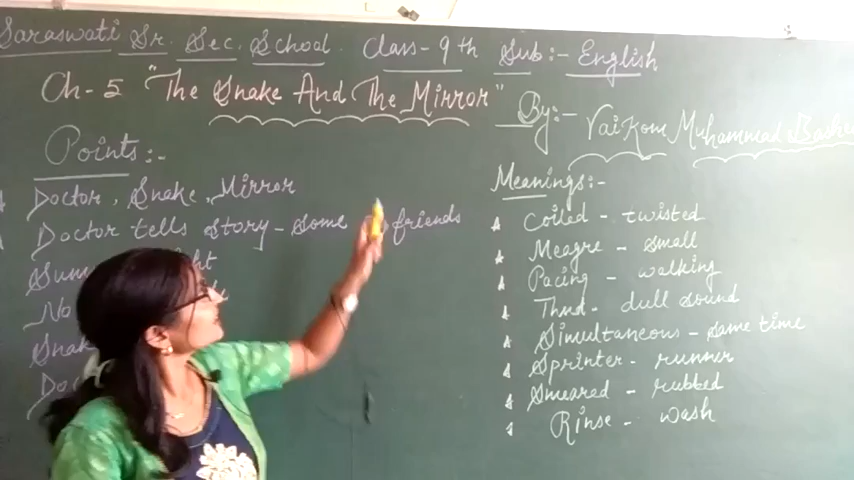 Saraswati Sr. Sec. School. Class-9th Sub:- English
Ch-5 "The Snake And The Mirror"
By:- Vaikom Muhammad
Points:-
Doctor, Snake, Mirror
Doctor tells story - some friends
No
Meanings:-
Coiled - twisted
Meagre - small
Pacing - walking
Thud - dull sound
Simultaneous - same time
Sprinter - runner
Smeared - rubbed
Rinse - wash